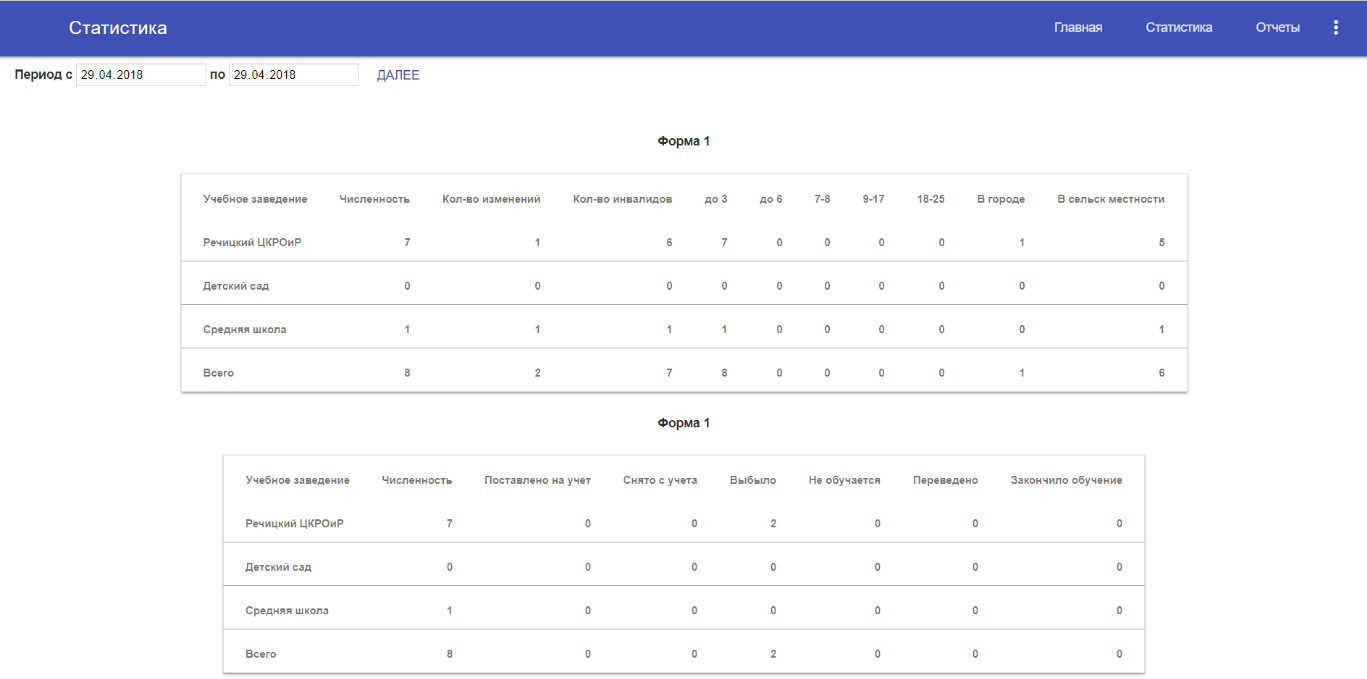 Статистика Главная Статистика Отчеты
Период с 29.04.2018 по 29.04.2018 ДАЛЕЕ
Форма 1
Учебное заведение Численность Кол-во изменений Кол-во инвалидов до 3 до 6 7-8 9-17 18-25 В городе В сельск местности
Речицкий ЦКРОиР 7 1 6 7 0 0 0 0 1 5
Детский сад 0 0 0 0 0 0 0 0 0 0
Средняя школа 1 1 1 1 0 0 0 0 0 1
Всего 8 2 7 8 0 0 0 0 1 6
Форма 1
Учебное заведение Численность Поставлено на учет Снято с учета Выбыло Не обучается Переведено Закончило обучение
Речицкий ЦКРОиР 7 0 0 2 0 0 0
Детский сад 0 0 0 0 0 0 0
Средняя школа 1 0 0 0 0 0 0
Всего 8 0 0 2 0 0 0